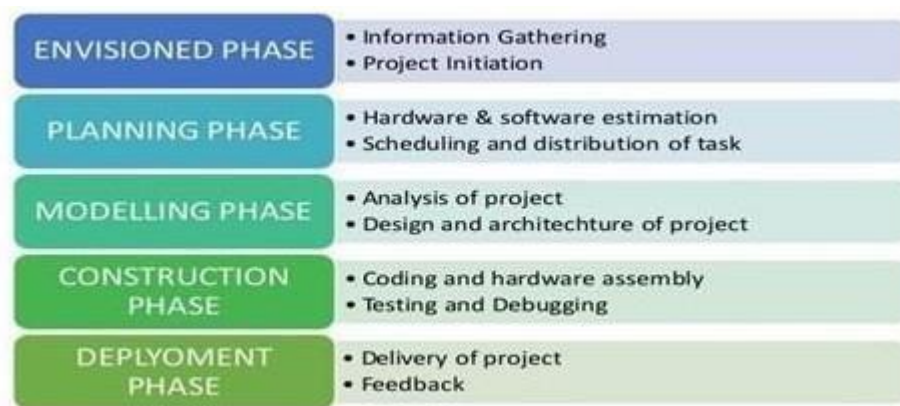 ENVISIONED PHASE
• Information Gathering
• Project Initiation
PLANNING PHASE
• Hardware & software estimation
• Scheduling and distribution of task
MODELLING PHASE
• Analysis of project
• Design and architechture of project
CONSTRUCTION
PHASE
• Coding and hardware assembly
• Testing and Debugging
DEPLYOMENT
PHASE
• Delivery of project
• Feedback